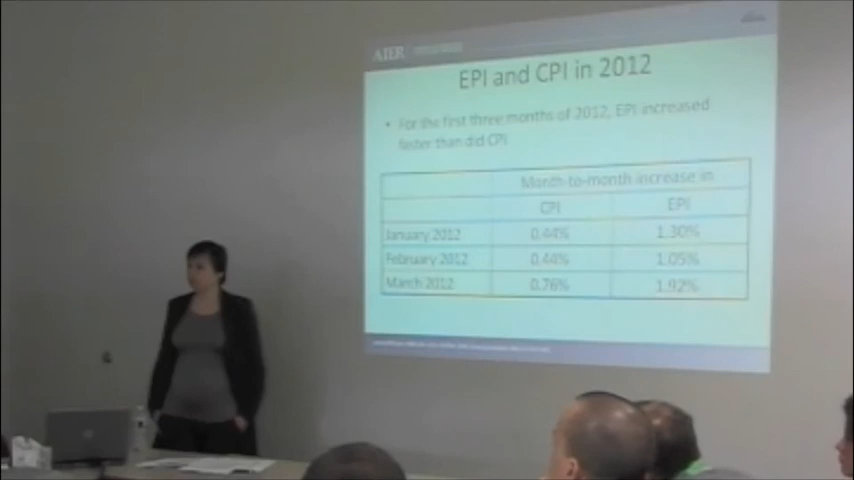 AIER
EPI and CPI in 2012
• For the first three months of 2012, EPI increased
faster than did CPI
Month-to-month increase in
CPI EPI
January 2012 0.44% 1.30%
February 2012 0.44% 1.05%
March 2012 0.76% 1.92%